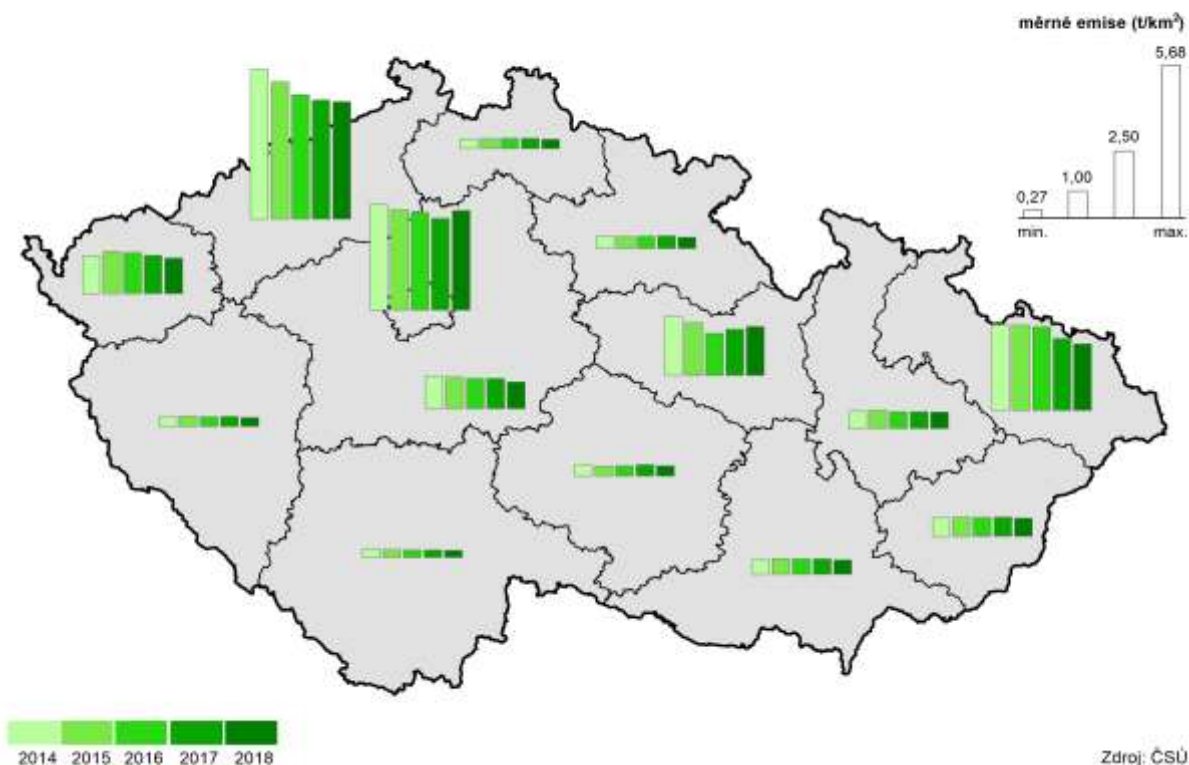 měrné emise (t/km²)
5,68
2,50
1,00
0,27
min.
max.
2014 2015 2016 2017 2018
Zdroj: ČSÚ